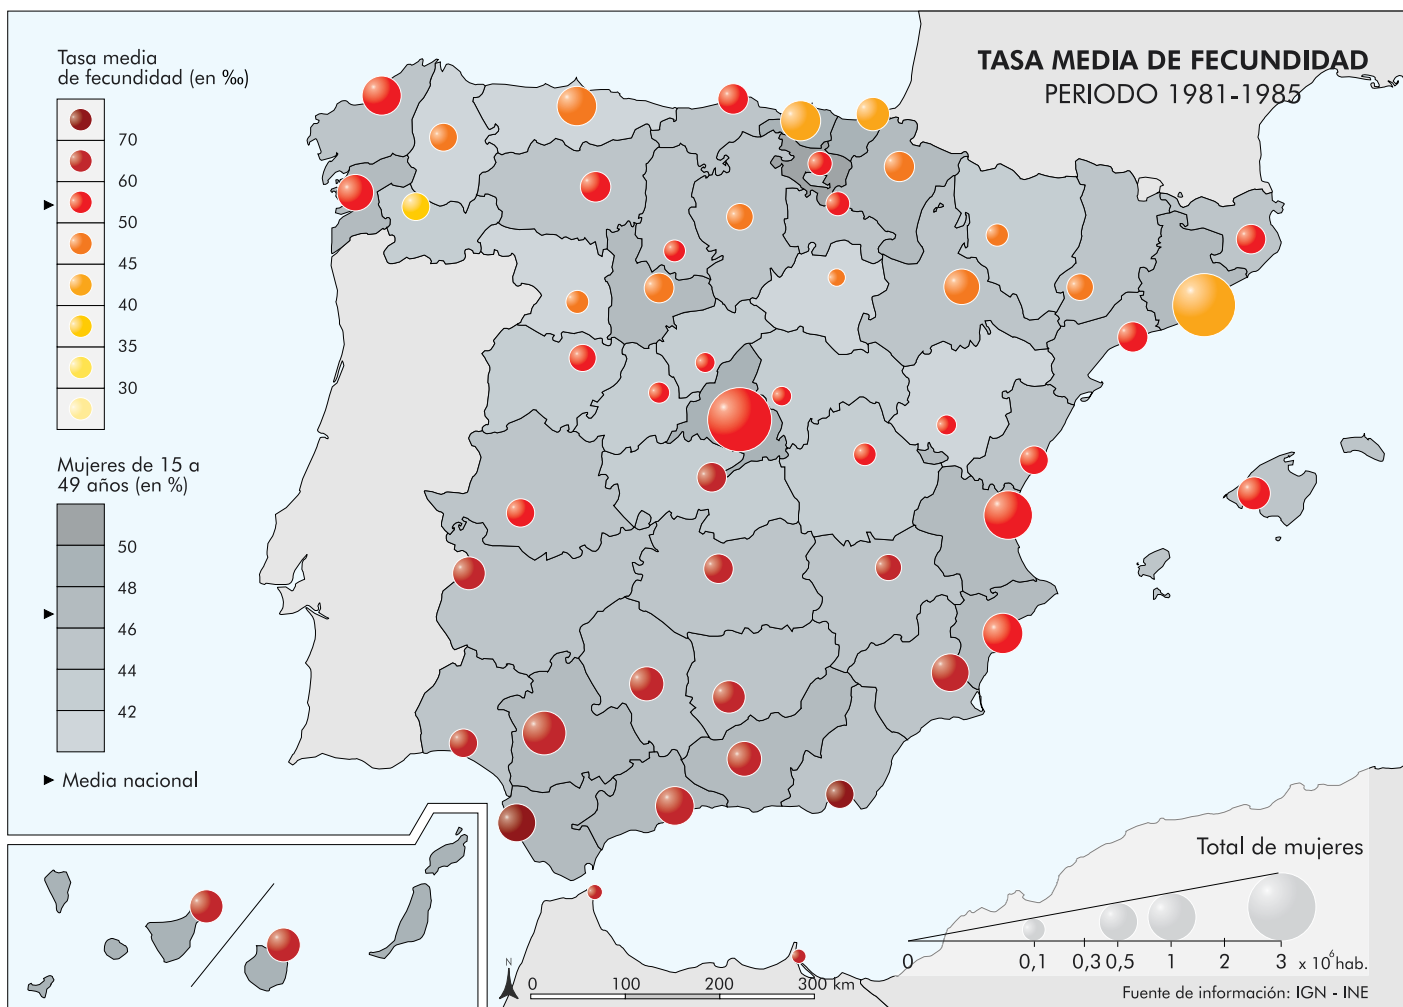 TASA MEDIA DE FECUNDIDAD
PERIODO 1981-1985
Tasa media
de fecundidad (en ‰)
70
60
50
45
40
35
30
Mujeres de 15 a
49 años (en %)
50
48
46
44
42
Media nacional
Total de mujeres
0 0,1 0,3 0,5 1 2 3 x 10⁶ hab.
N
0 100 200 300 km
Fuente de información: IGN - INE